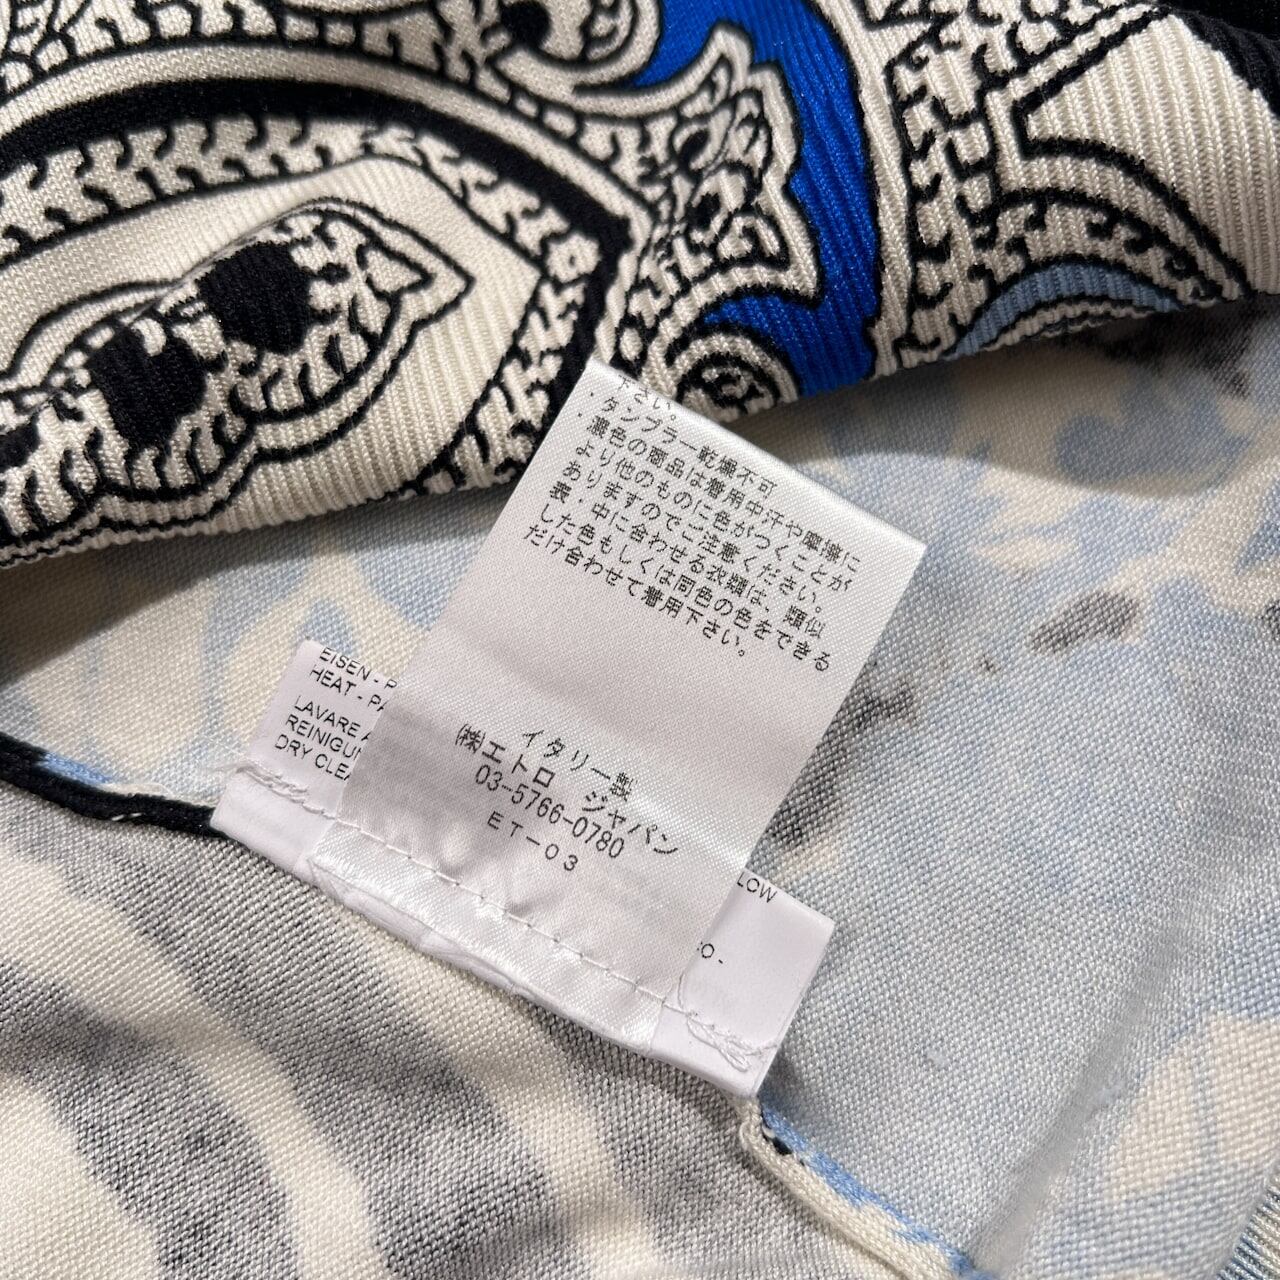 下さい。
・タンブラー乾燥不可
・濃色の商品は着用中汗や摩擦に
より他のものに色がつくことが
ありますのでご注意ください。
表・中に合わせる衣類は、類似
した色もしくは同色の色をできる
だけ合わせて着用下さい。
イタリー製
㈱エトロ ジャパン
03-5766-0780
ET-03
EISEN - P
HEAT - PA
LAVARE A
REINIGUN
DRY CLEA
LOW
CO -